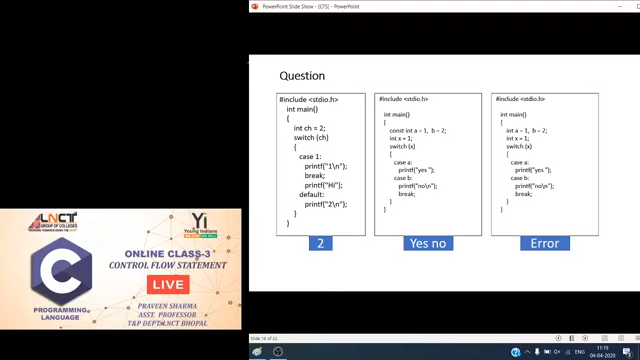 PowerPoint Slide Show - [CFS] - PowerPoint
Question
#include <stdio.h>
int main()
{
int ch = 2;
switch (ch)
{
case 1:
printf("1\n");
break;
printf("Hi");
default:
printf("2\n");
}
}
2
#include <stdio.h>
int main()
{
const int a = 1, b = 2;
int x = 1;
switch (x)
{
case a:
printf("yes ");
case b:
printf("no\n");
break;
}
}
Yes no
#include <stdio.h>
int main()
{
int a = 1, b = 2;
int x = 1;
switch (x)
{
case a:
printf("yes ");
case b:
printf("no\n");
break;
}
}
Error
LNCT
GROUP OF COLLEGES
Yi
Young Indians
ONLINE CLASS-3
CONTROL FLOW STATEMENT
LIVE
C
PROGRAMMING
LANGUAGE
PRAVEEN SHARMA
ASST. PROFESSOR
T&P DEPT.LNCT BHOPAL
Slide 18 of 22
ENG
11:19
04-04-2020